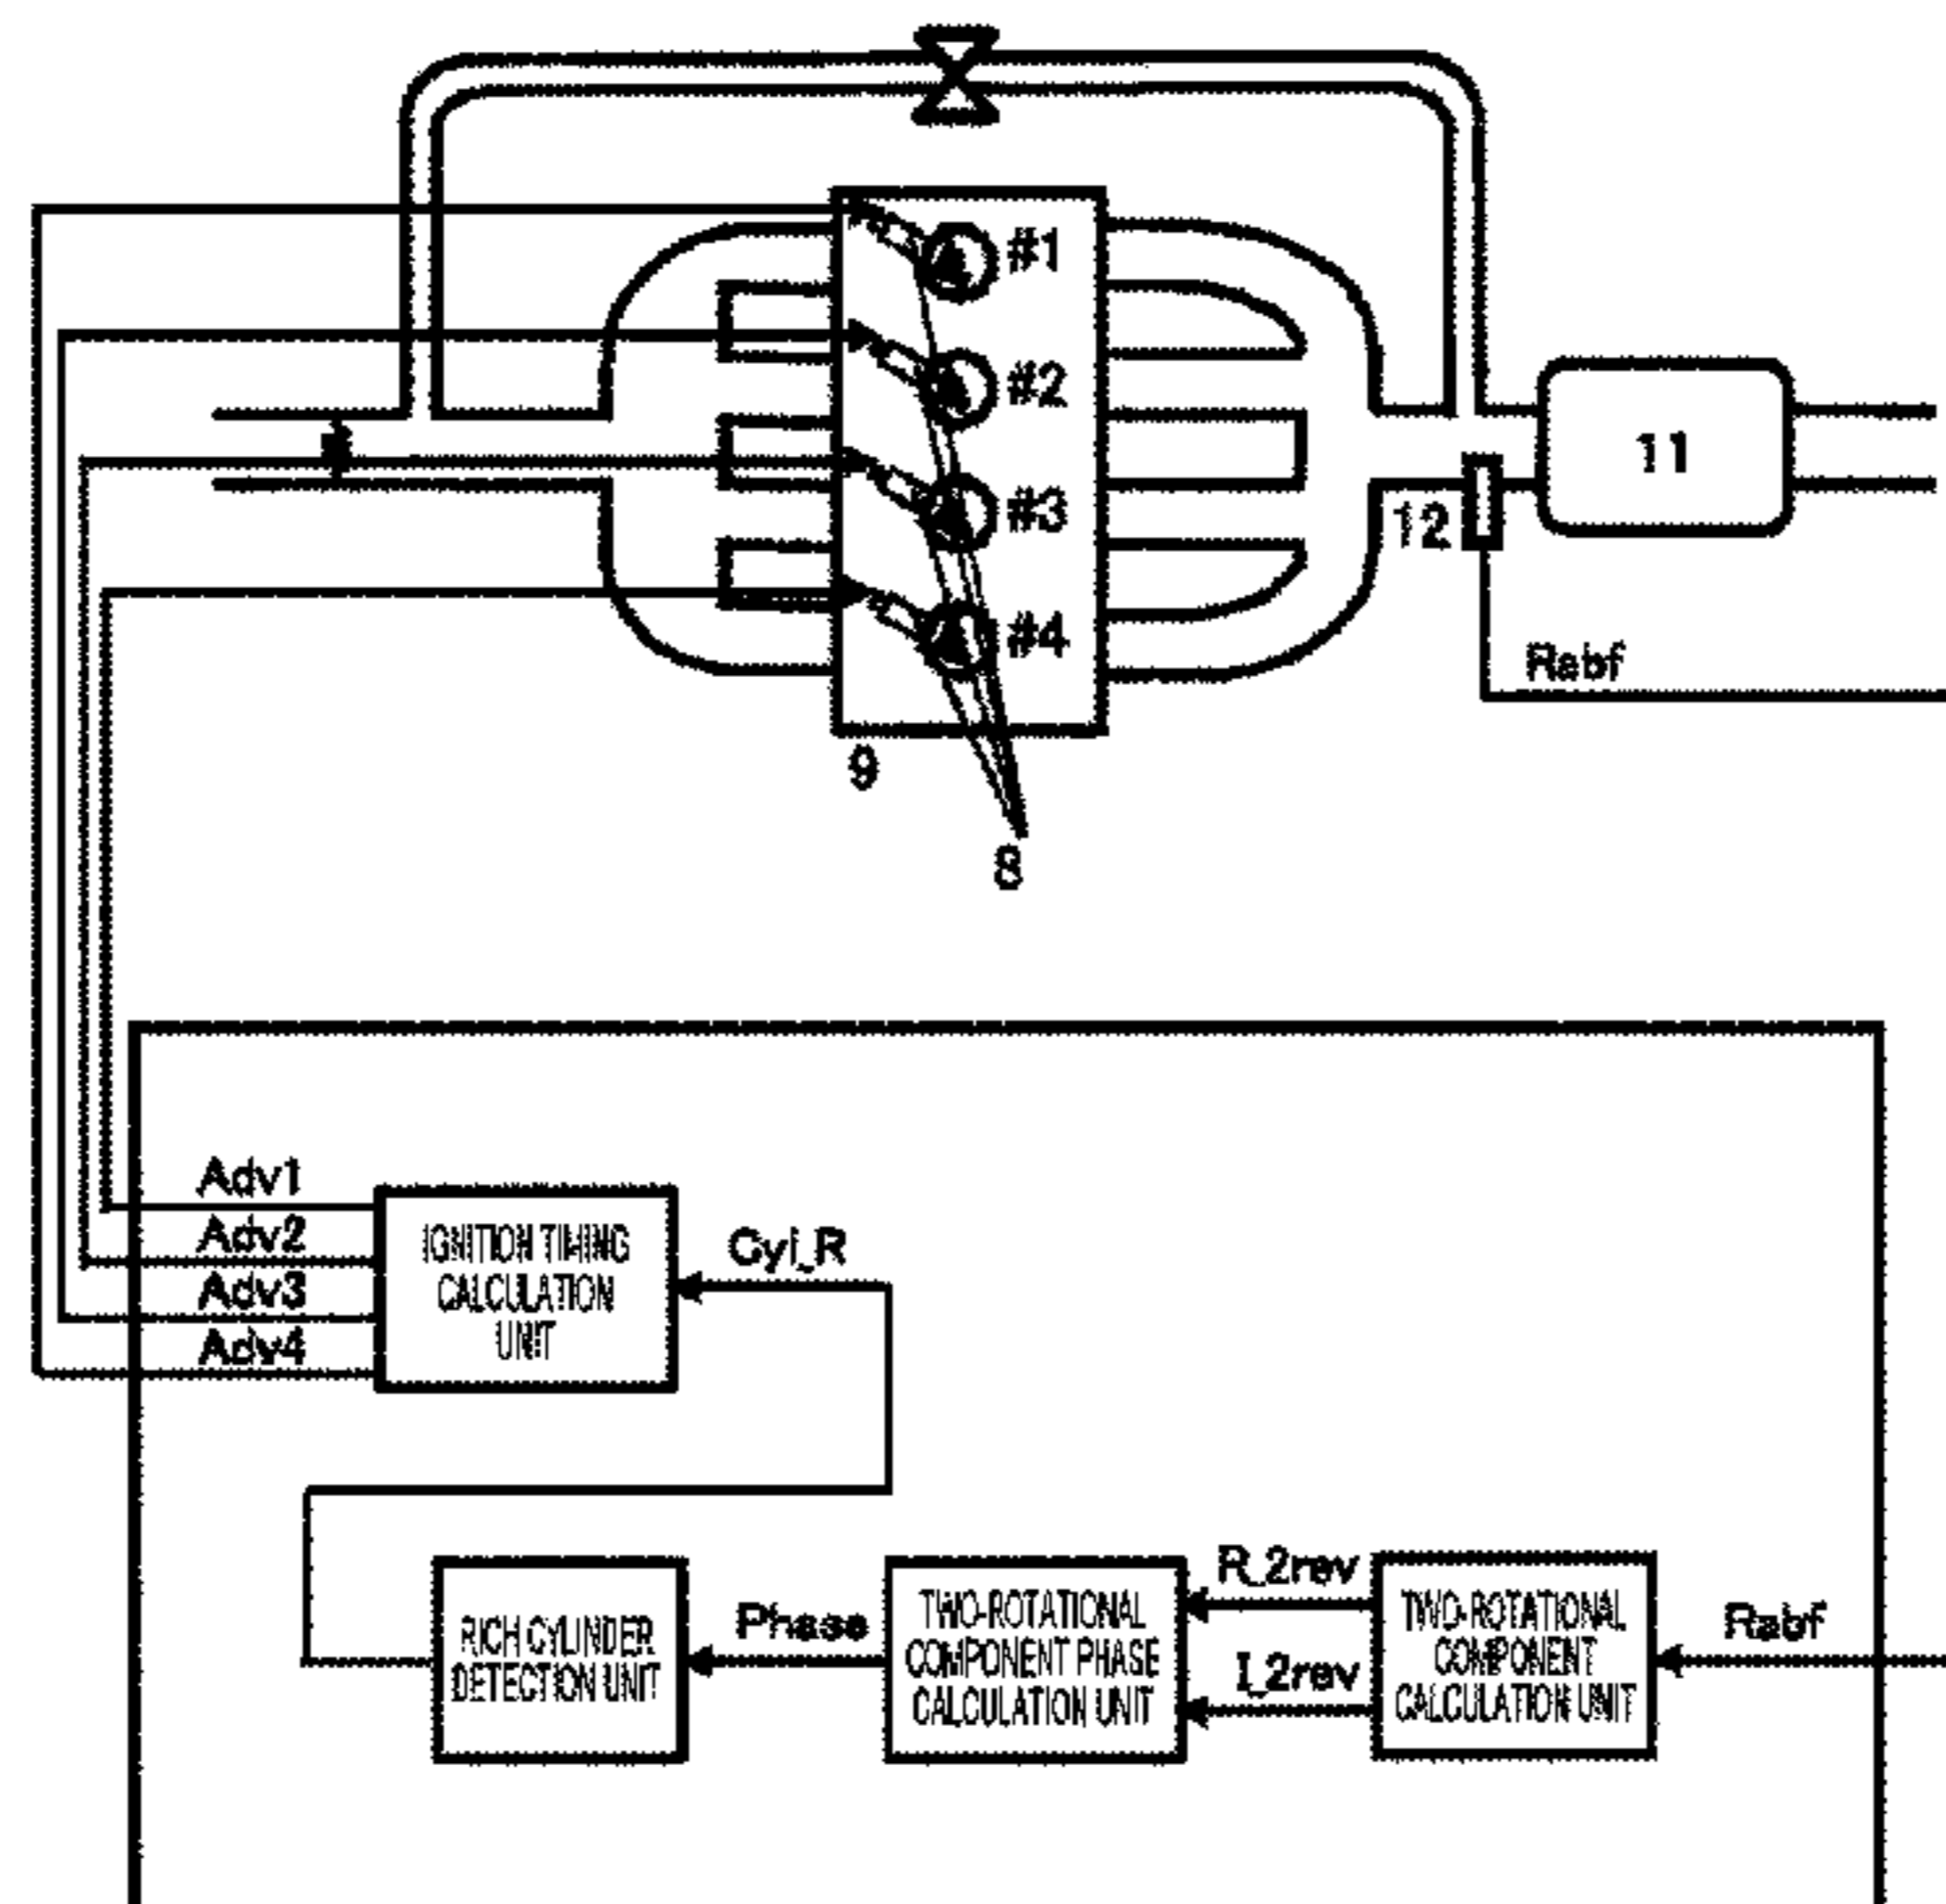 #1
#2
#3
#4
11
12
Rabf
9
8
Adv1
Adv2
Adv3
Adv4
IGNITION TIMING
CALCULATION
UNIT
Cyl_R
RICH CYLINDER
DETECTION UNIT
Phase
TWO-ROTATIONAL
COMPONENT PHASE
CALCULATION UNIT
R_2rev
I_2rev
TWO-ROTATIONAL
COMPONENT
CALCULATION UNIT
Rabf